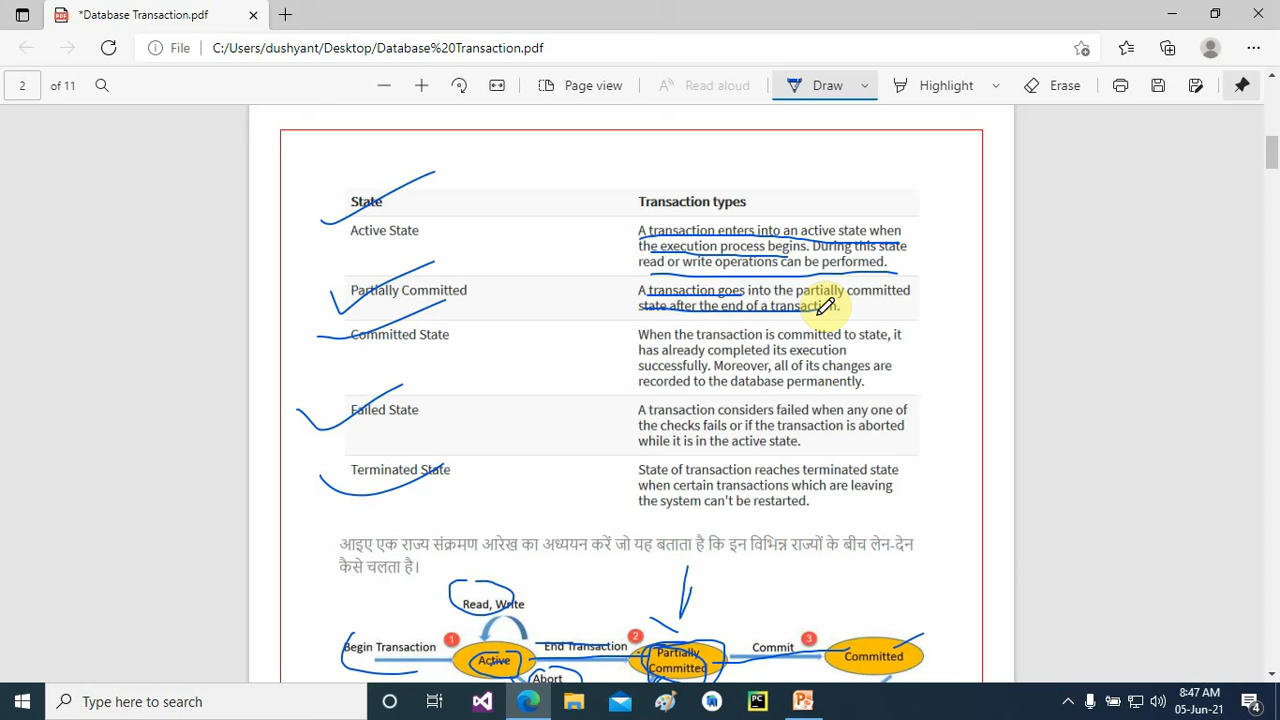 *Database Transaction.pdf
File
C:/Users/dushyant/Desktop/Database%20Transaction.pdf
2 of 11
Page view
Read aloud
Draw
Highlight
Erase
State
Transaction types
Active State
A transaction enters into an active state when
the execution process begins. During this state
read or write operations can be performed.
Partially Committed
A transaction goes into the partially committed
state after the end of a transaction.
Committed State
When the transaction is committed to state, it
has already completed its execution
successfully. Moreover, all of its changes are
recorded to the database permanently.
Failed State
A transaction considers failed when any one of
the checks fails or if the transaction is aborted
while it is in the active state.
Terminated State
State of transaction reaches terminated state
when certain transactions which are leaving
the system can't be restarted.
आइए एक राज्य संक्रमण आरेख का अध्ययन करें जो यह बताता है कि इन विभिन्न राज्यों के बीच लेन-देन
कैसे चलता है।
Read, Write
Begin Transaction
1
Active
End Transaction
2
Partially
Committed
Commit
3
Committed
Abort
Type here to search
8:47 AM
05-Jun-21
4